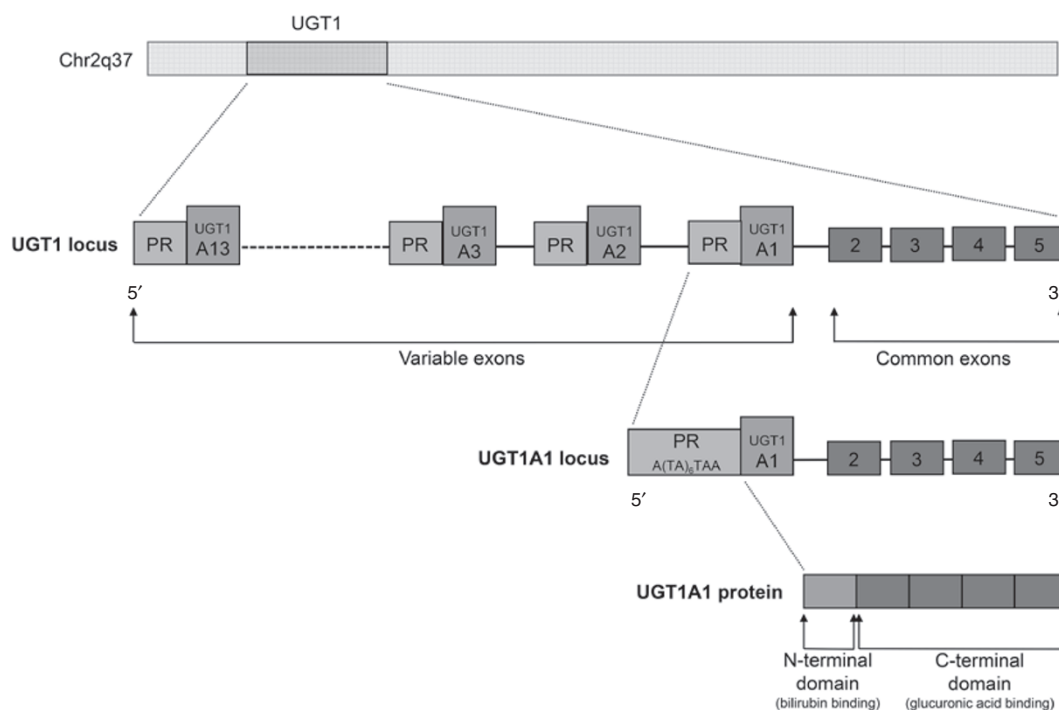 UGT1
Chr2q37
UGT1 locus
PR
UGT1
A13
PR
UGT1
A3
PR
UGT1
A2
PR
UGT1
A1
2
3
4
5
5′
3
Variable exons
Common exons
UGT1A1 locus
PR
A(TA)₆TAA
UGT1
A1
2
3
4
5
5′
3
UGT1A1 protein
N-terminal
domain
(bilirubin binding)
C-terminal
domain
(glucuronic acid binding)